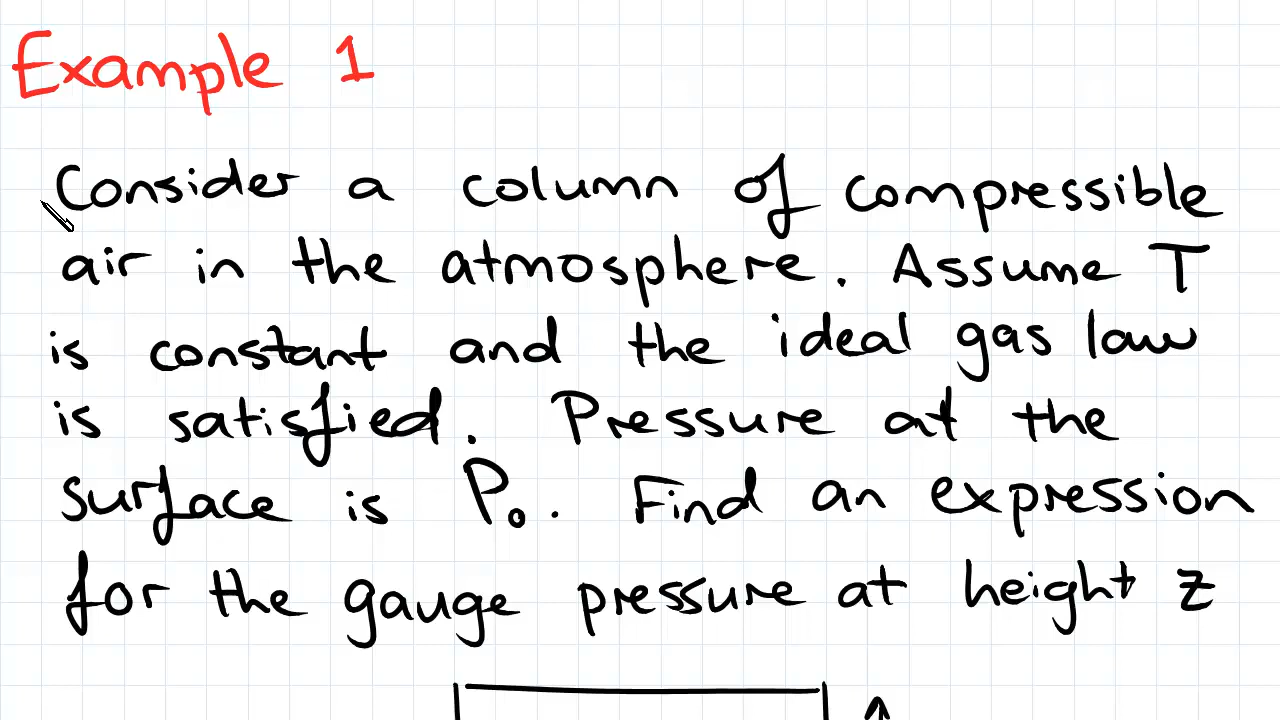 Example 1
Consider a column of compressible
air in the atmosphere. Assume T
is constant and the ideal gas law
is satisfied. Pressure at the
surface is P₀. Find an expression
for the gauge pressure at height z